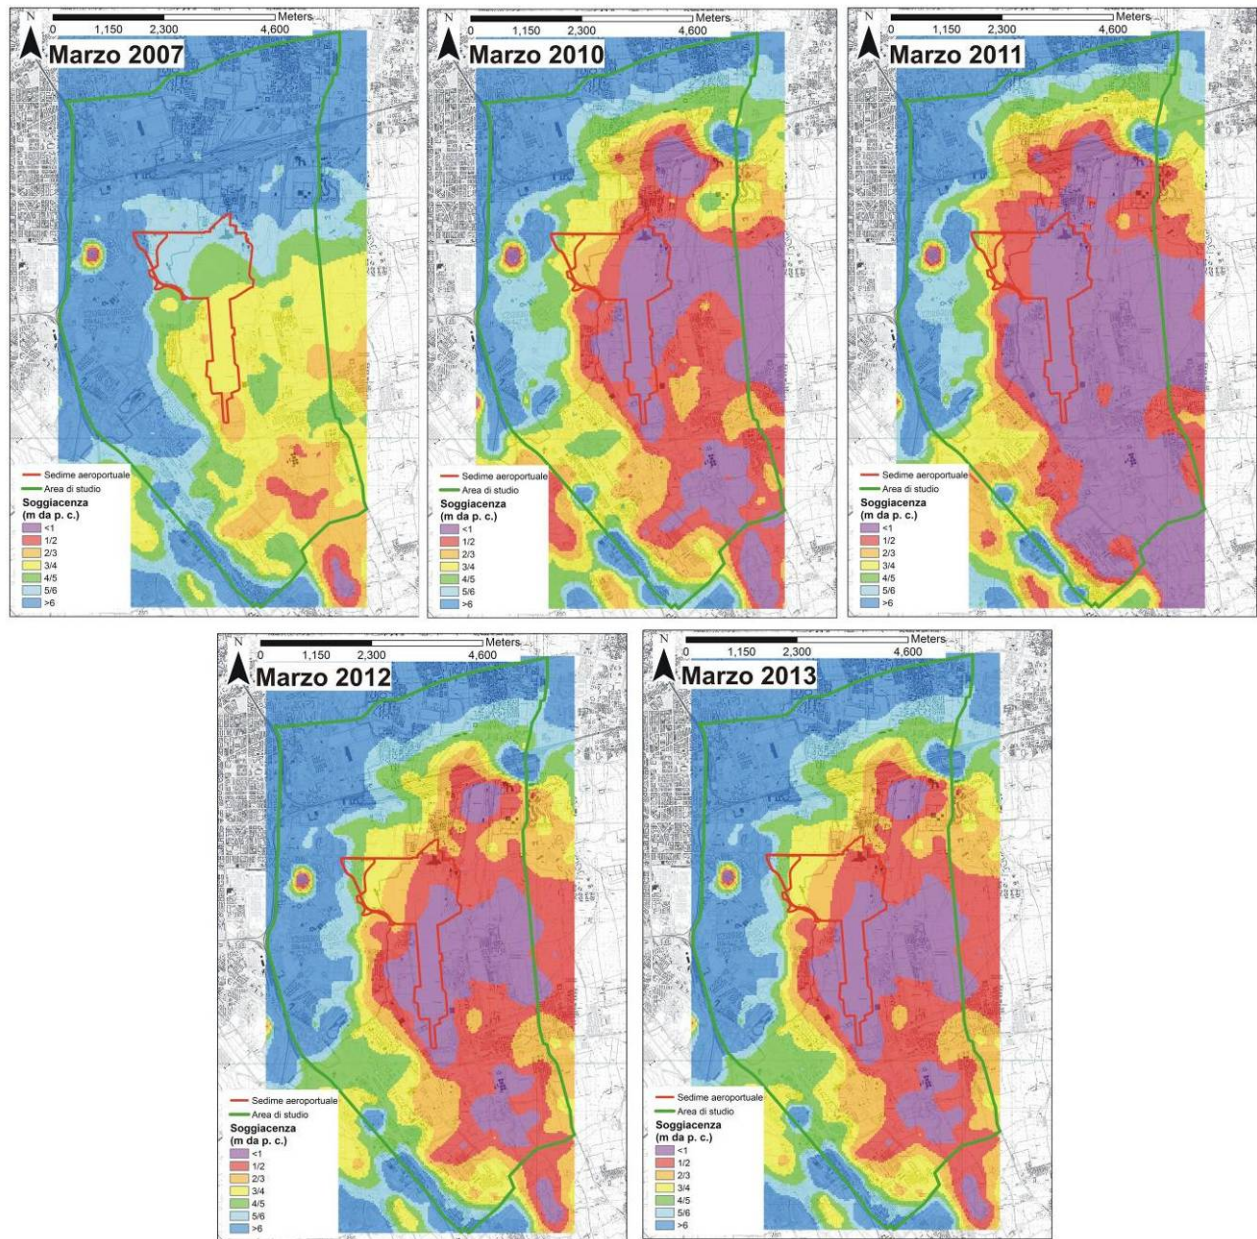 N
Meters
0 1,150 2,300 4,600
Marzo 2007
Sedime aeroportuale
Area di studio
Soggiacenza
(m da p. c.)
<1
1/2
2/3
3/4
4/5
5/6
>6
N
Meters
0 1,150 2,300 4,600
Marzo 2010
Sedime aeroportuale
Area di studio
Soggiacenza
(m da p. c.)
<1
1/2
2/3
3/4
4/5
5/6
>6
N
Meters
0 1,150 2,300 4,600
Marzo 2011
Sedime aeroportuale
Area di studio
Soggiacenza
(m da p. c.)
<1
1/2
2/3
3/4
4/5
5/6
>6
N
Meters
0 1,150 2,300 4,600
Marzo 2012
Sedime aeroportuale
Area di studio
Soggiacenza
(m da p. c.)
<1
1/2
2/3
3/4
4/5
5/6
>6
N
Meters
0 1,150 2,300 4,600
Marzo 2013
Sedime aeroportuale
Area di studio
Soggiacenza
(m da p. c.)
<1
1/2
2/3
3/4
4/5
5/6
>6